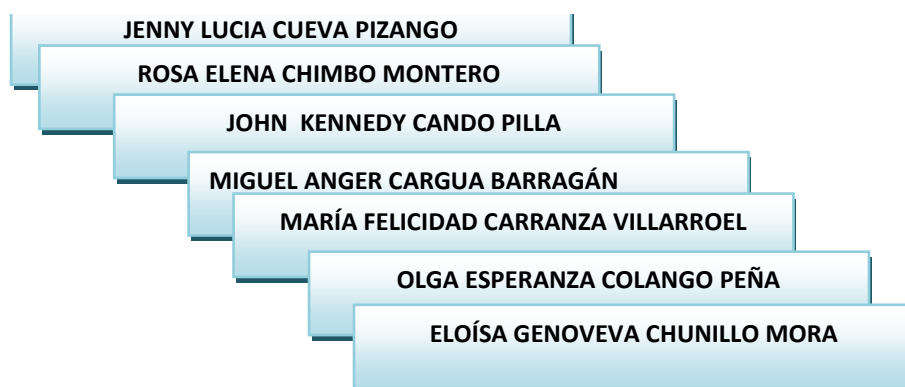 JENNY LUCIA CUEVA PIZANGO
ROSA ELENA CHIMBO MONTERO
JOHN KENNEDY CANDO PILLA
MIGUEL ANGER CARGUA BARRAGÁN
MARÍA FELICIDAD CARRANZA VILLARROEL
OLGA ESPERANZA COLANGO PEÑA
ELOÍSA GENOVEVA CHUNILLO MORA